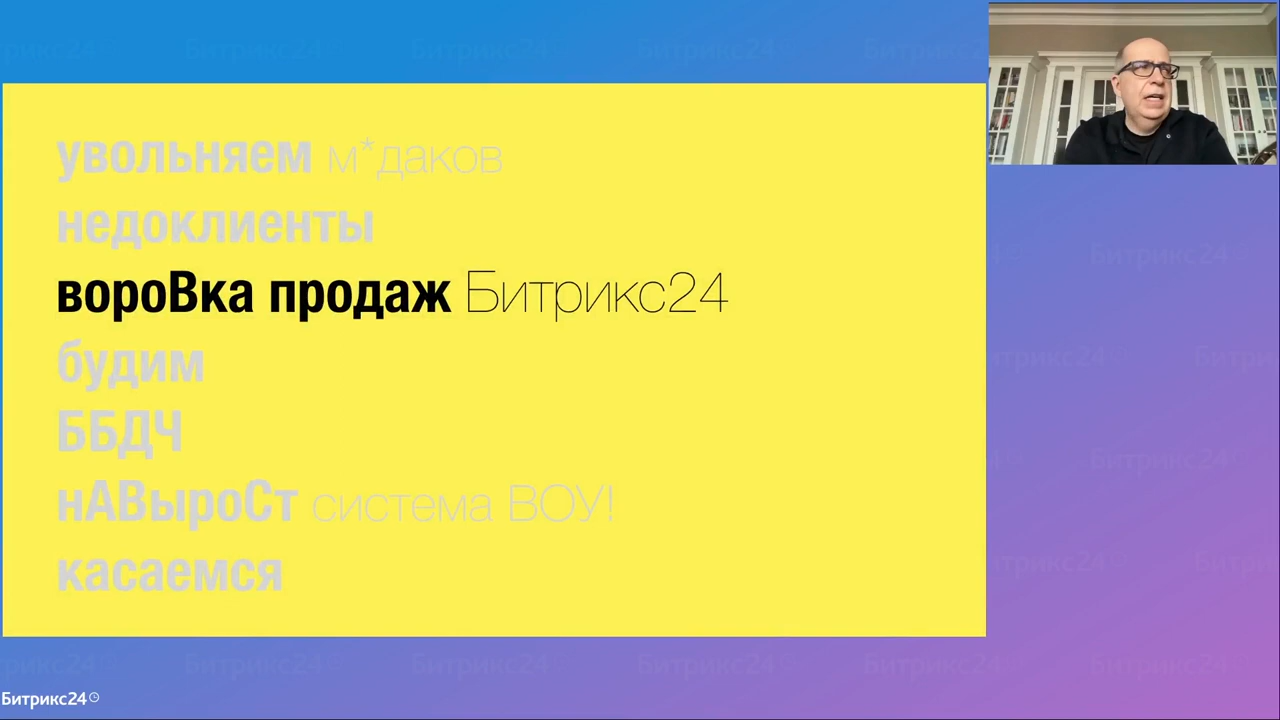 увольняем м*даков
недоклиенты
вороВка продаж Битрикс24
будим
ББДЧ
нАВыроСт система ВОУ!
касаемся
Битрикс24